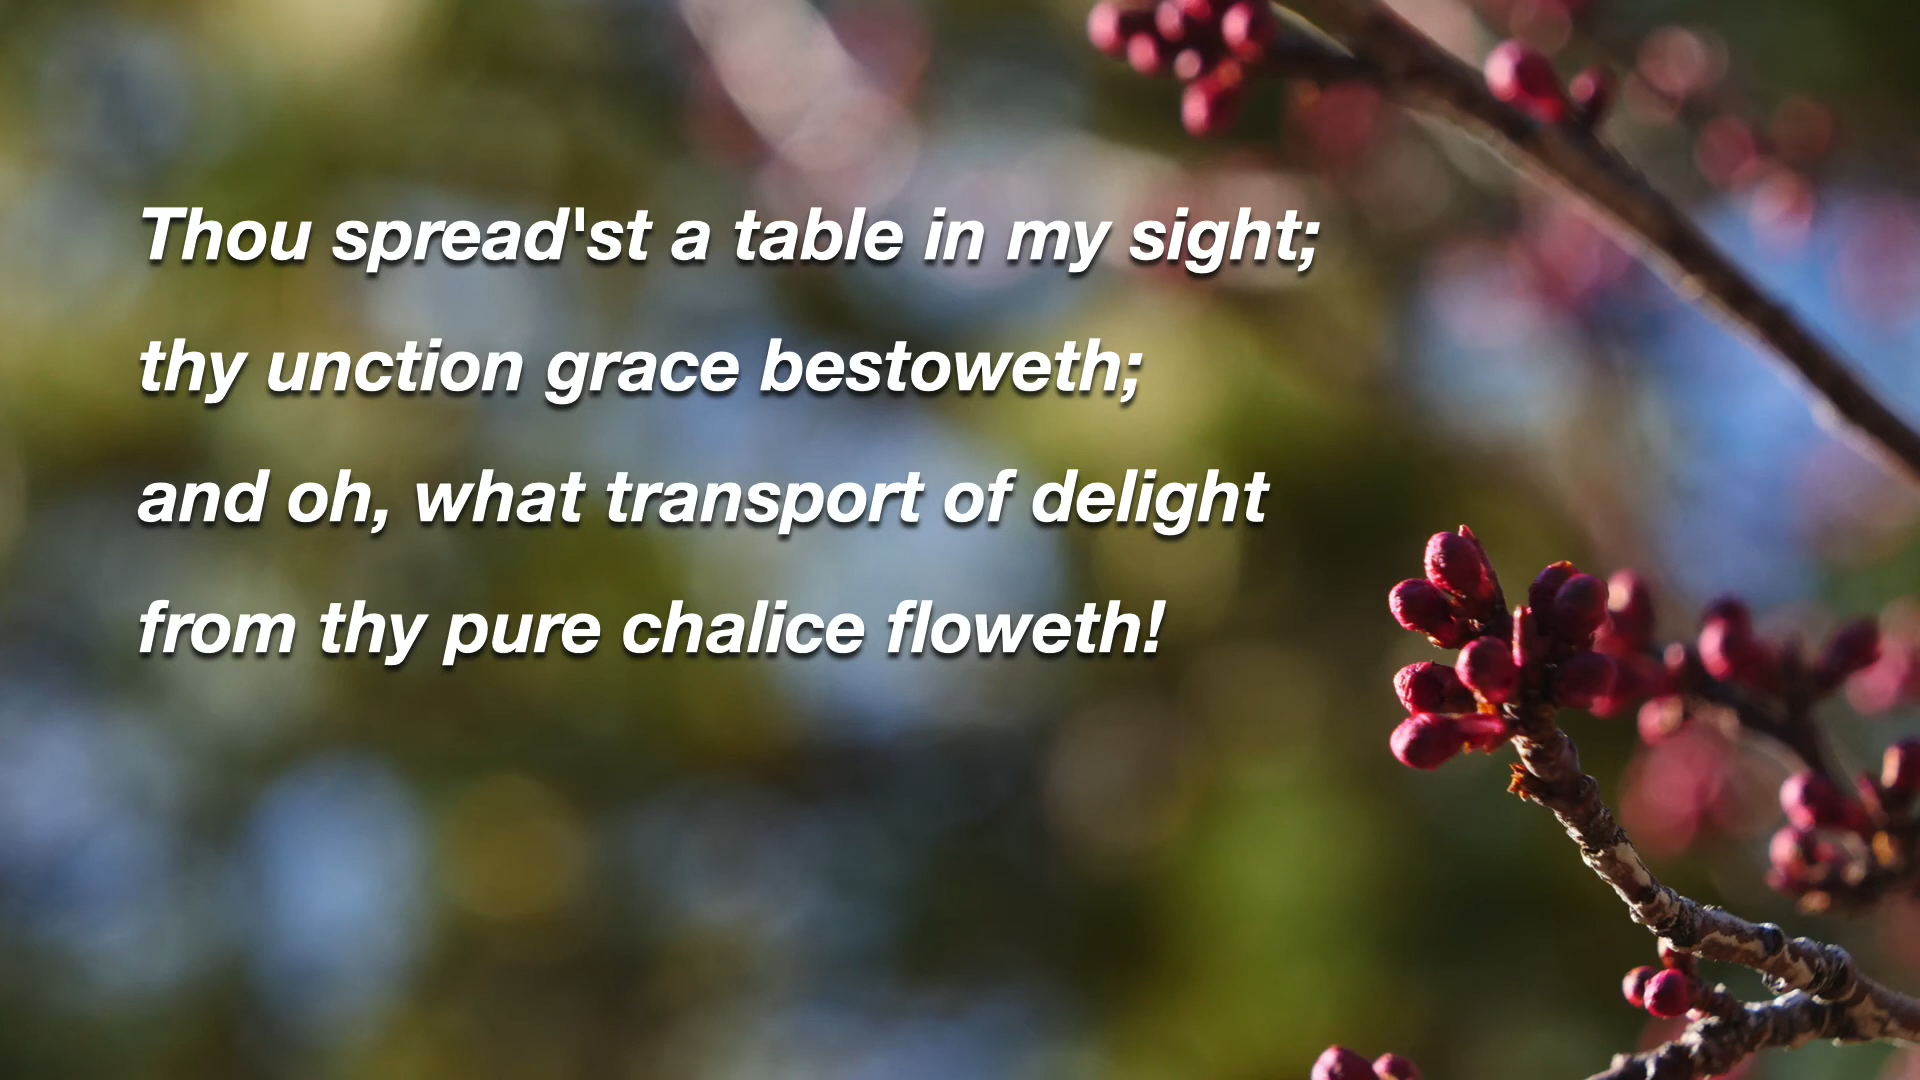 Thou spread'st a table in my sight;
thy unction grace bestoweth;
and oh, what transport of delight
from thy pure chalice floweth!